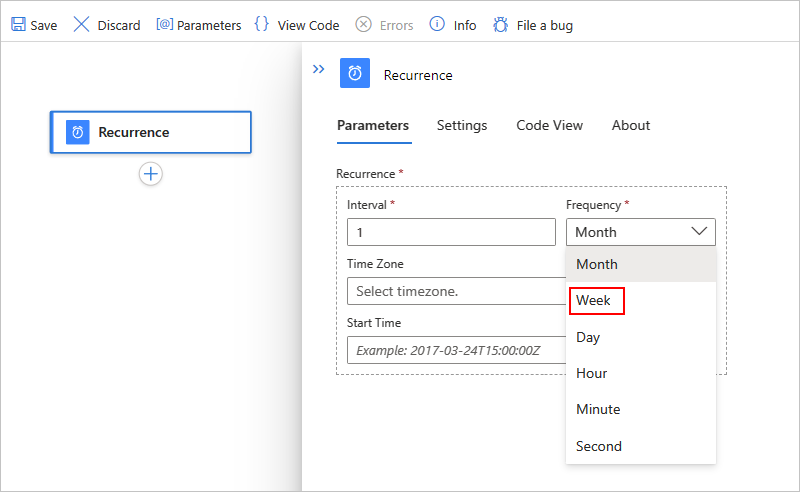 Save Discard Parameters View Code Errors Info File a bug
Recurrence
Recurrence
Parameters Settings Code View About
Recurrence *
Interval * Frequency *
1 Month
Time Zone Month
Select timezone. Week
Start Time Day
Example: 2017-03-24T15:00:00Z Hour
Minute
Second